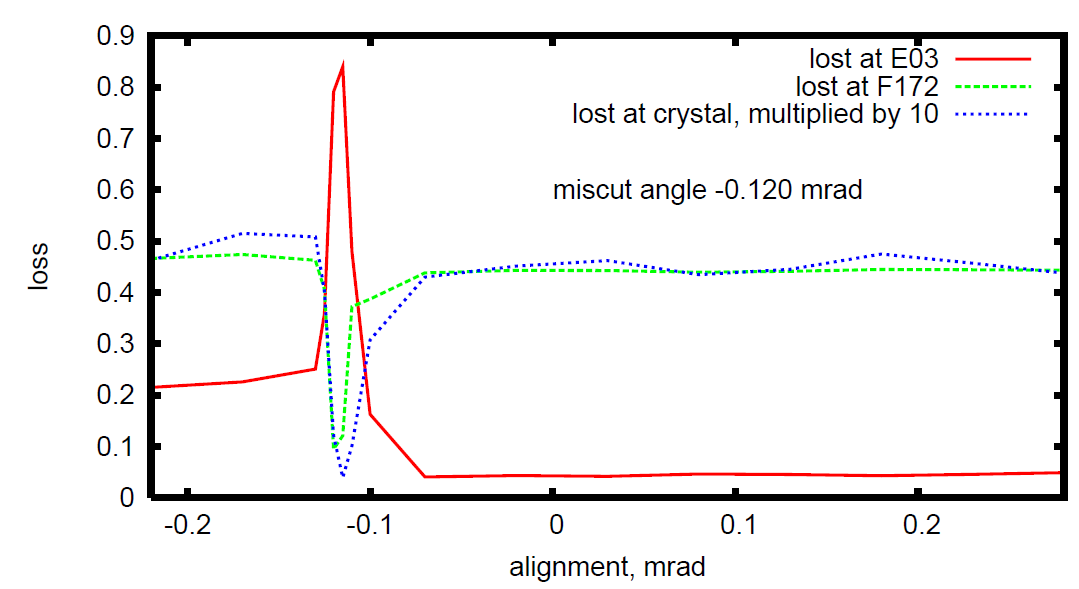 0.9
0.8
0.7
0.6
0.5
0.4
0.3
0.2
0.1
0
-0.2
-0.1
0
0.1
0.2
loss
alignment, mrad
lost at E03
lost at F172
lost at crystal, multiplied by 10
miscut angle -0.120 mrad